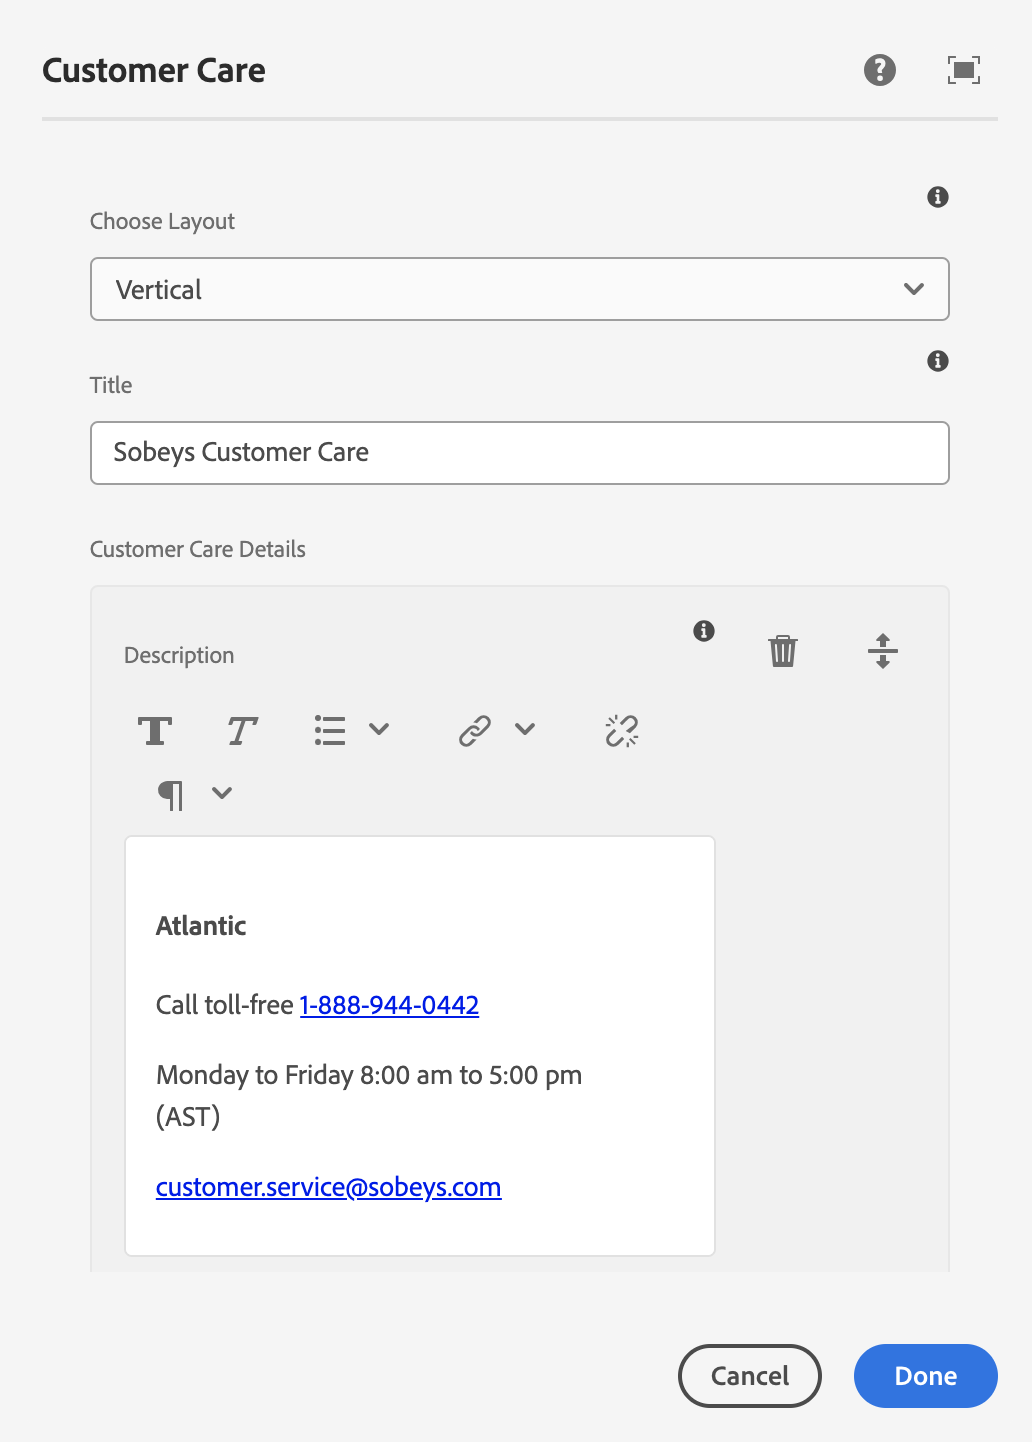 Customer Care
Choose Layout
Vertical
Title
Sobeys Customer Care
Customer Care Details
Description
Atlantic
Call toll-free 1-888-944-0442
Monday to Friday 8:00 am to 5:00 pm
(AST)
customer.service@sobeys.com
Cancel
Done